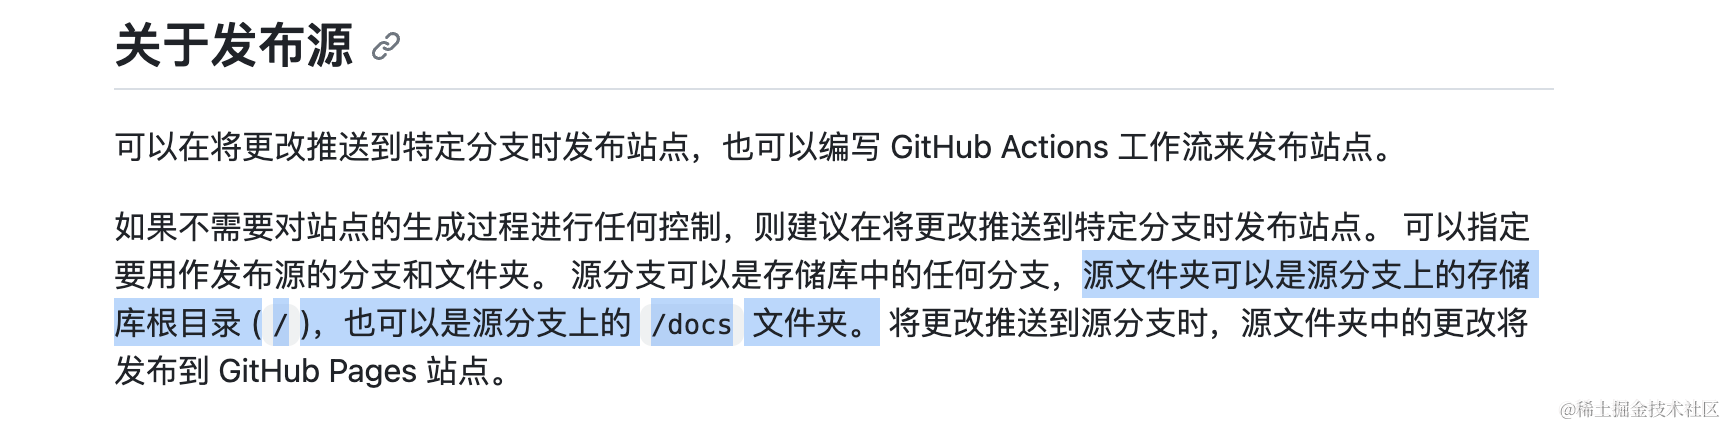 关于发布源
可以在将更改推送到特定分支时发布站点，也可以编写 GitHub Actions 工作流来发布站点。
如果不需要对站点的生成过程进行任何控制，则建议在将更改推送到特定分支时发布站点。 可以指定
要用作发布源的分支和文件夹。 源分支可以是存储库中的任何分支，源文件夹可以是源分支上的存储
库根目录 (/)，也可以是源分支上的 /docs 文件夹。 将更改推送到源分支时，源文件夹中的更改将
发布到 GitHub Pages 站点。
@稀土掘金技术社区